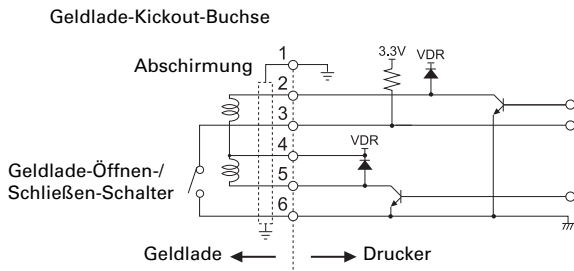 Geldlade-Kickout-Buchse
Abschirmung
1
3.3V
VDR
2
3
4
VDR
Geldlade-Öffnen-/
Schließen-Schalter
5
6
Geldlade
Drucker